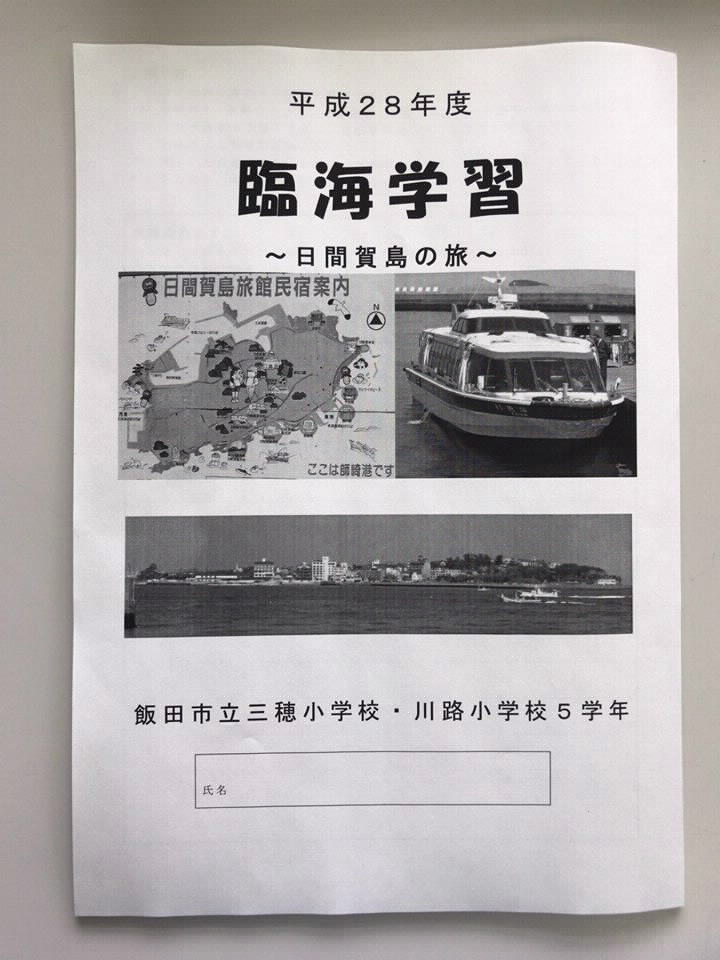 平成２８年度
臨海学習
～日間賀島の旅～
日間賀島旅館民宿案内
N
ここは師崎港です
飯田市立三穂小学校・川路小学校５学年
氏名